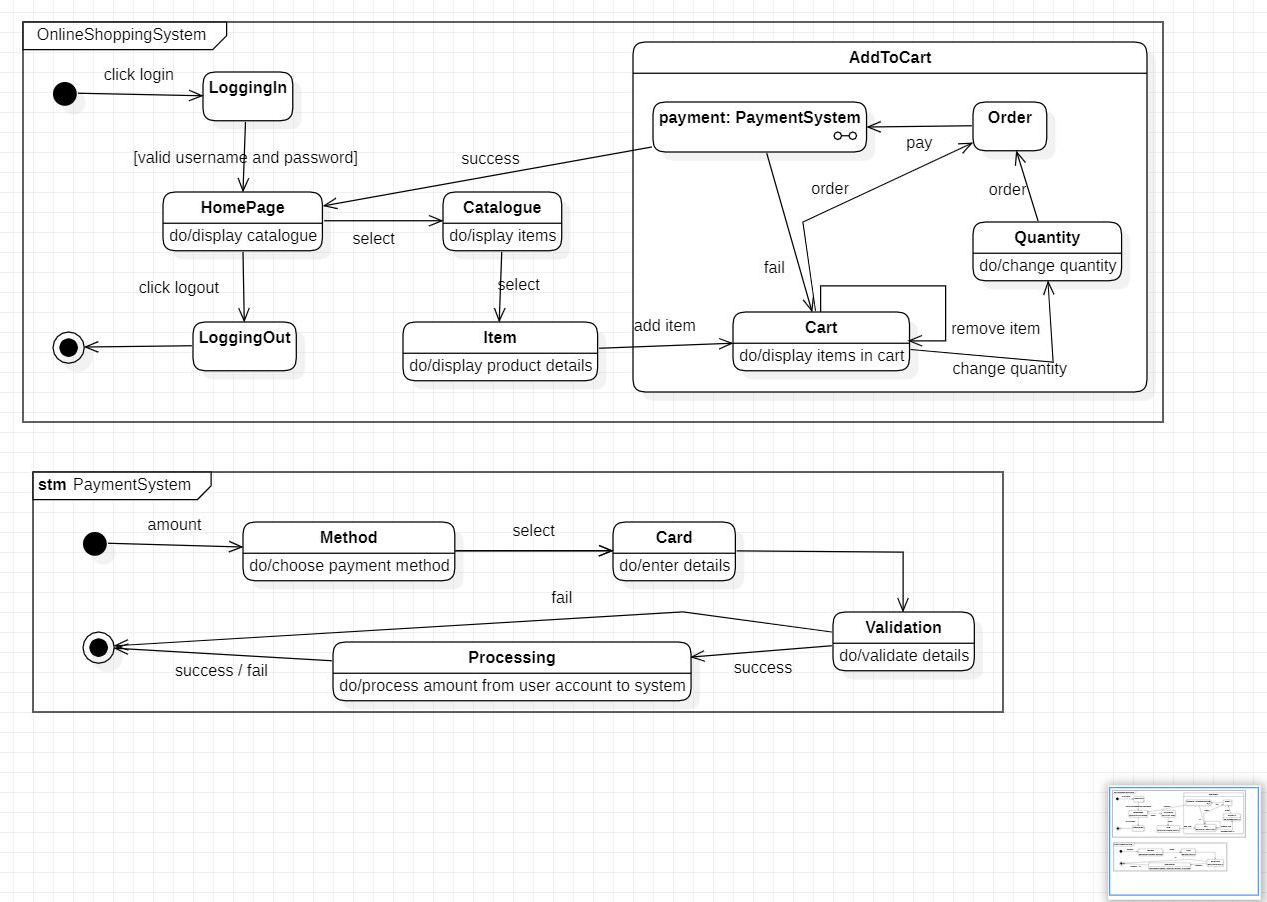 OnlineShoppingSystem
click login
LoggingIn
AddToCart
payment: PaymentSystem
Order
pay
[valid username and password]
success
order
order
HomePage
do/display catalogue
select
Catalogue
do/isplay items
Quantity
do/change quantity
click logout
select
fail
LoggingOut
Item
do/display product details
add item
Cart
do/display items in cart
remove item
change quantity
stm PaymentSystem
amount
Method
do/choose payment method
select
Card
do/enter details
fail
Validation
do/validate details
Processing
do/process amount from user account to system
success
success / fail